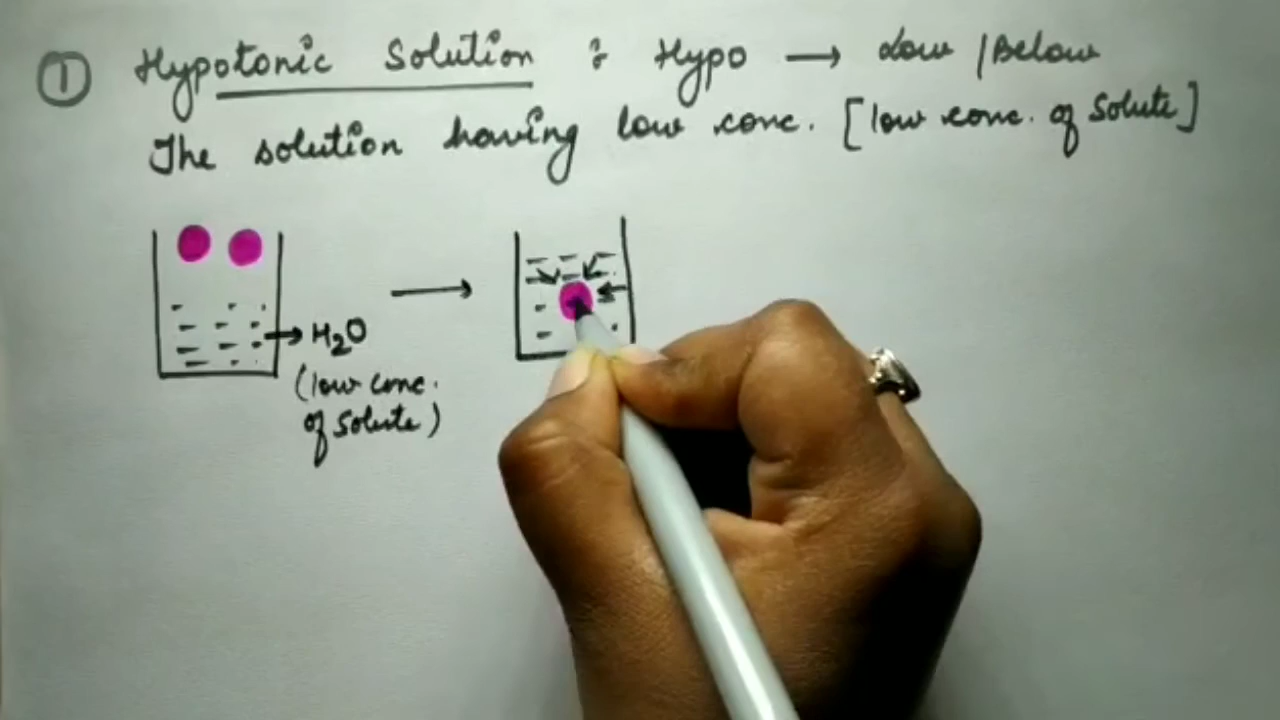 ① Hypotonic Solution : Hypo → Low / Below
The solution having low conc. [low conc. of Solute]
→ H₂O
(low conc.
of Solute)